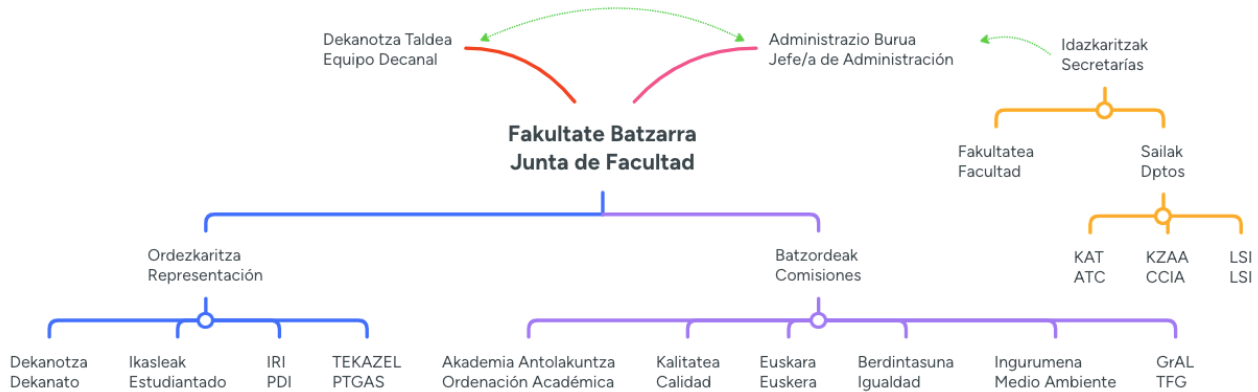 Dekanotza Taldea
Equipo Decanal
Administrazio Burua
Jefe/a de Administración
Idazkaritzak
Secretarías
Fakultate Batzarra
Junta de Facultad
Fakultatea
Facultad
Sailak
Dptos
KAT
ATC
KZAA
CCIA
LSI
LSI
Ordezkaritza
Representación
Batzordeak
Comisiones
Dekanotza
Dekanato
Ikasleak
Estudiantado
IRI
PDI
TEKAZEL
PTGAS
Akademia Antolakuntza
Ordenación Académica
Kalitatea
Calidad
Euskara
Euskera
Berdintasuna
Igualdad
Ingurumena
Medio Ambiente
GrAL
TFG